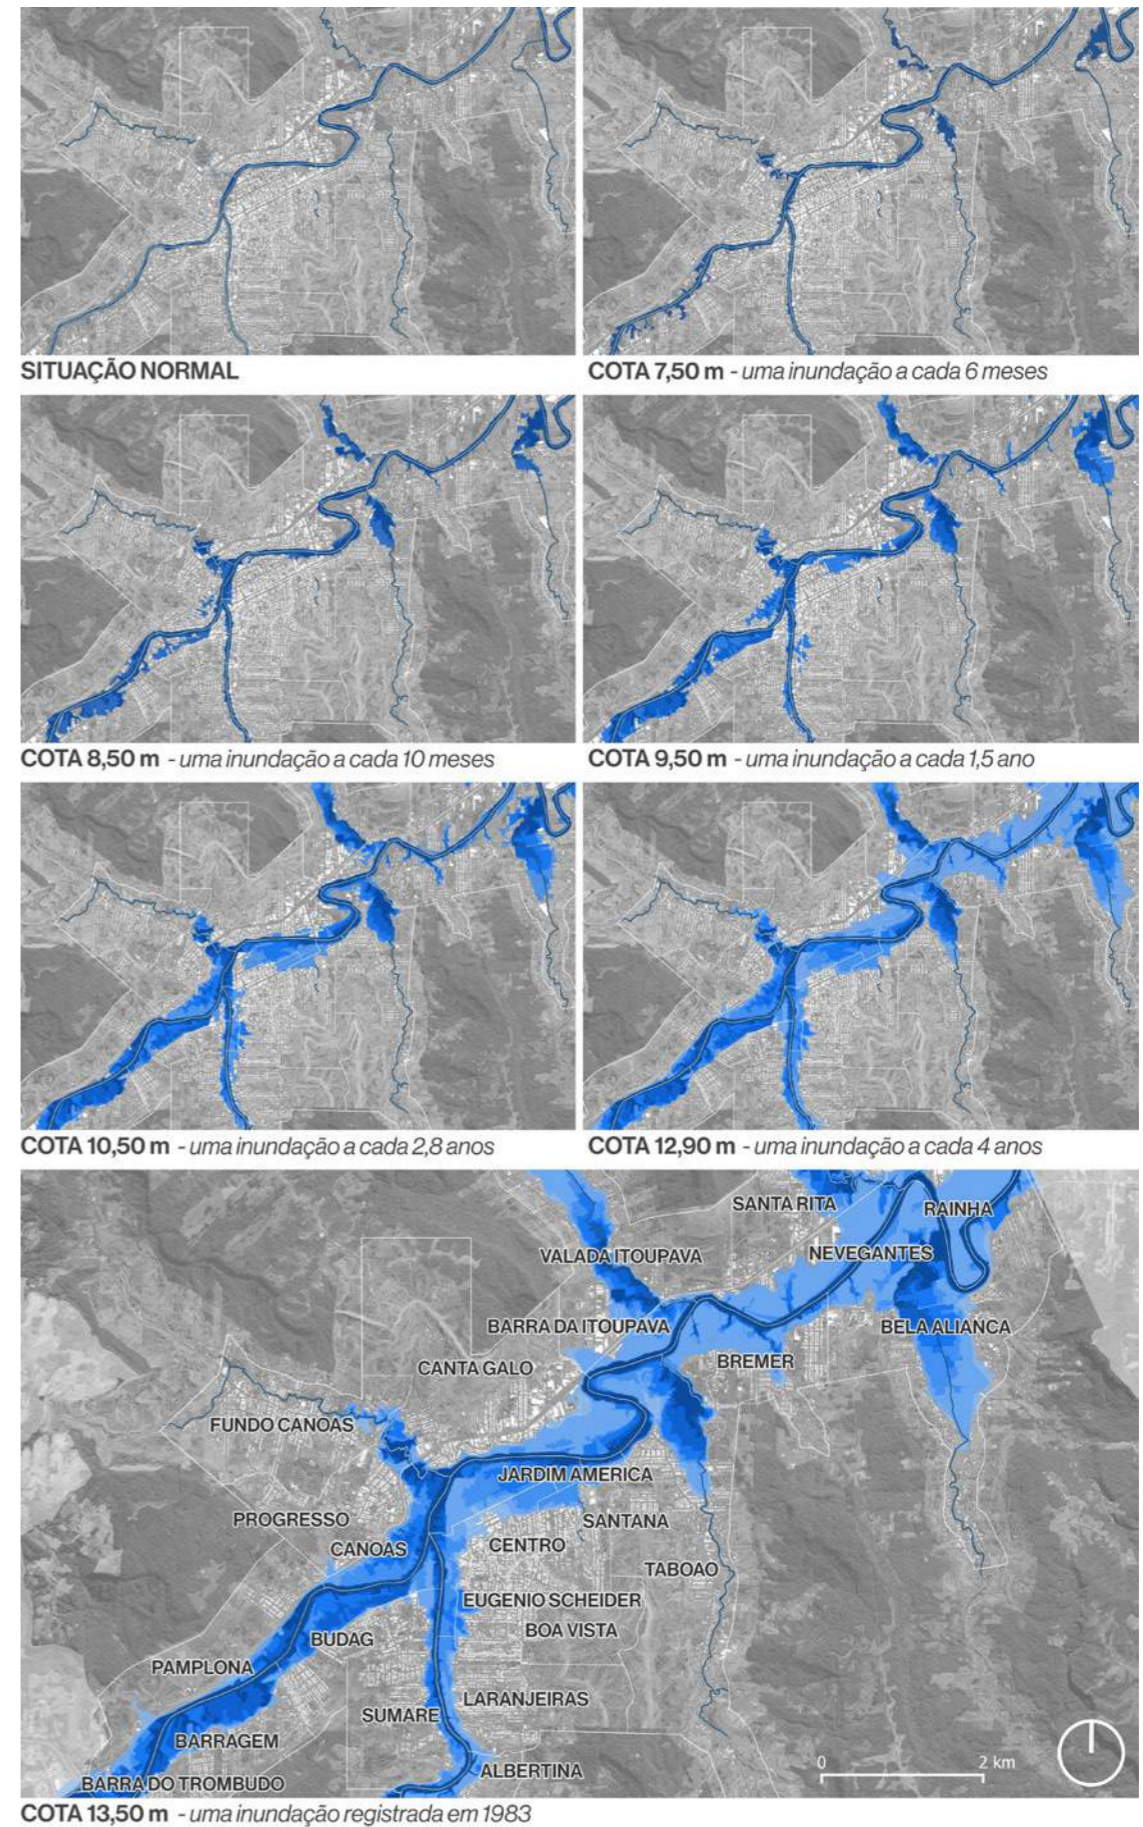 SITUAÇÃO NORMAL
COTA 7,50 m - uma inundação a cada 6 meses
COTA 8,50 m - uma inundação a cada 10 meses
COTA 9,50 m - uma inundação a cada 1,5 ano
COTA 10,50 m - uma inundação a cada 2,8 anos
COTA 12,90 m - uma inundação a cada 4 anos
SANTA RITA
RAINHA
VALADA ITOUPAVA
NEVEGANTES
BARRA DA ITOUPAVA
BELA ALIANCA
CANTA GALO
BREMER
FUNDO CANOAS
JARDIM AMERICA
PROGRESSO
SANTANA
CANOAS
CENTRO
TABOAO
EUGENIO SCHEIDER
BOA VISTA
BUDAG
PAMPLONA
LARANJEIRAS
SUMARE
BARRAGEM
0 2 km
ALBERTINA
BARRA DO TROMBUDO
COTA 13,50 m - uma inundação registrada em 1983